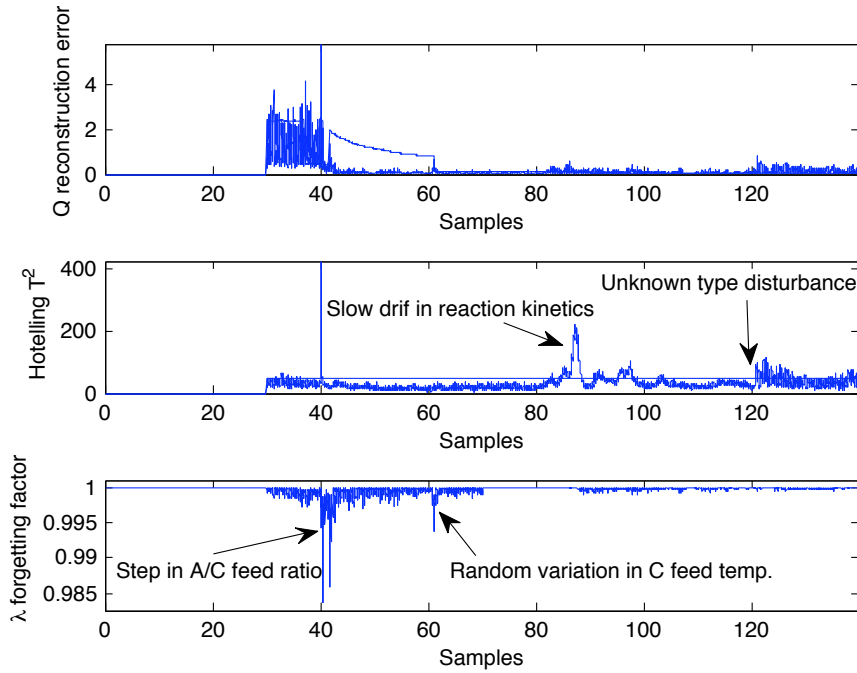 Q reconstruction error
4
2
0
0 20 40 60 80 100 120
Samples
Hotelling T²
400
200
0
Slow drif in reaction kinetics
Unknown type disturbance
0 20 40 60 80 100 120
Samples
λ forgetting factor
1
0.995
0.99
0.985
Step in A/C feed ratio
Random variation in C feed temp.
0 20 40 60 80 100 120
Samples